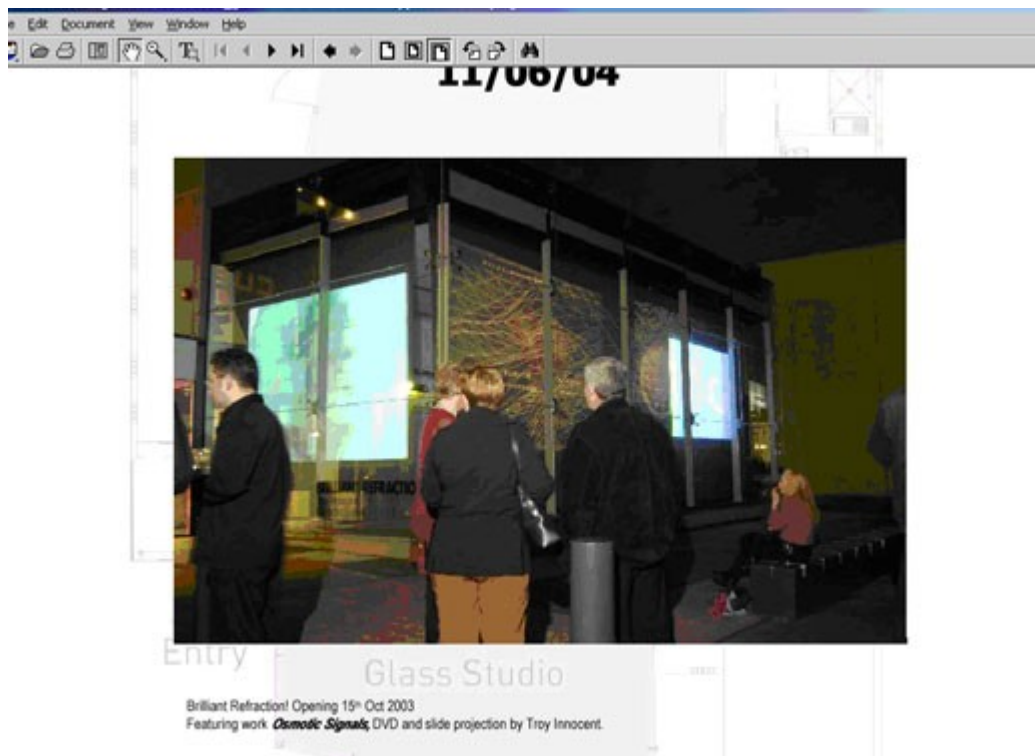 Edit Document View Window Help
11/06/04
BRILLIANT REFRACTIO
Entry
Glass Studio
Brilliant Refraction! Opening 15th Oct 2003
Featuring work Osmotic Signals, DVD and slide projection by Troy Innocent.